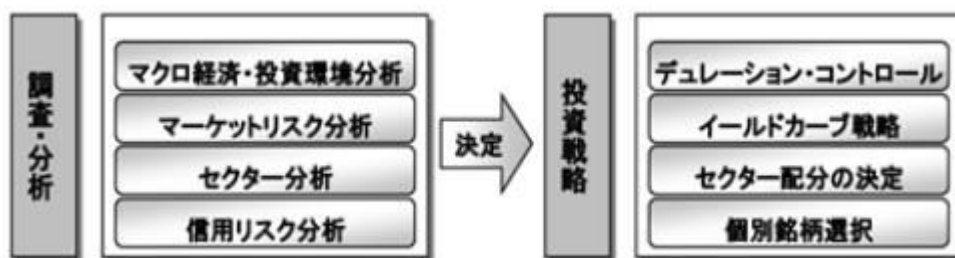 調査・分析
マクロ経済・投資環境分析
マーケットリスク分析
セクター分析
信用リスク分析
決定
投資戦略
デュレーション・コントロール
イールドカーブ戦略
セクター配分の決定
個別銘柄選択